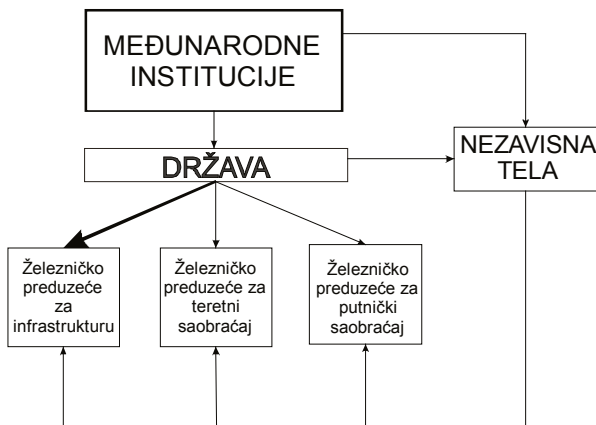 MEĐUNARODNE
INSTITUCIJE
DRŽAVA
NEZAVISNA
TELA
Železničko
preduzeće
za
infrastrukturu
Železničko
preduzeće za
teretni
saobraćaj
Železničko
preduzeće za
putnički
saobraćaj